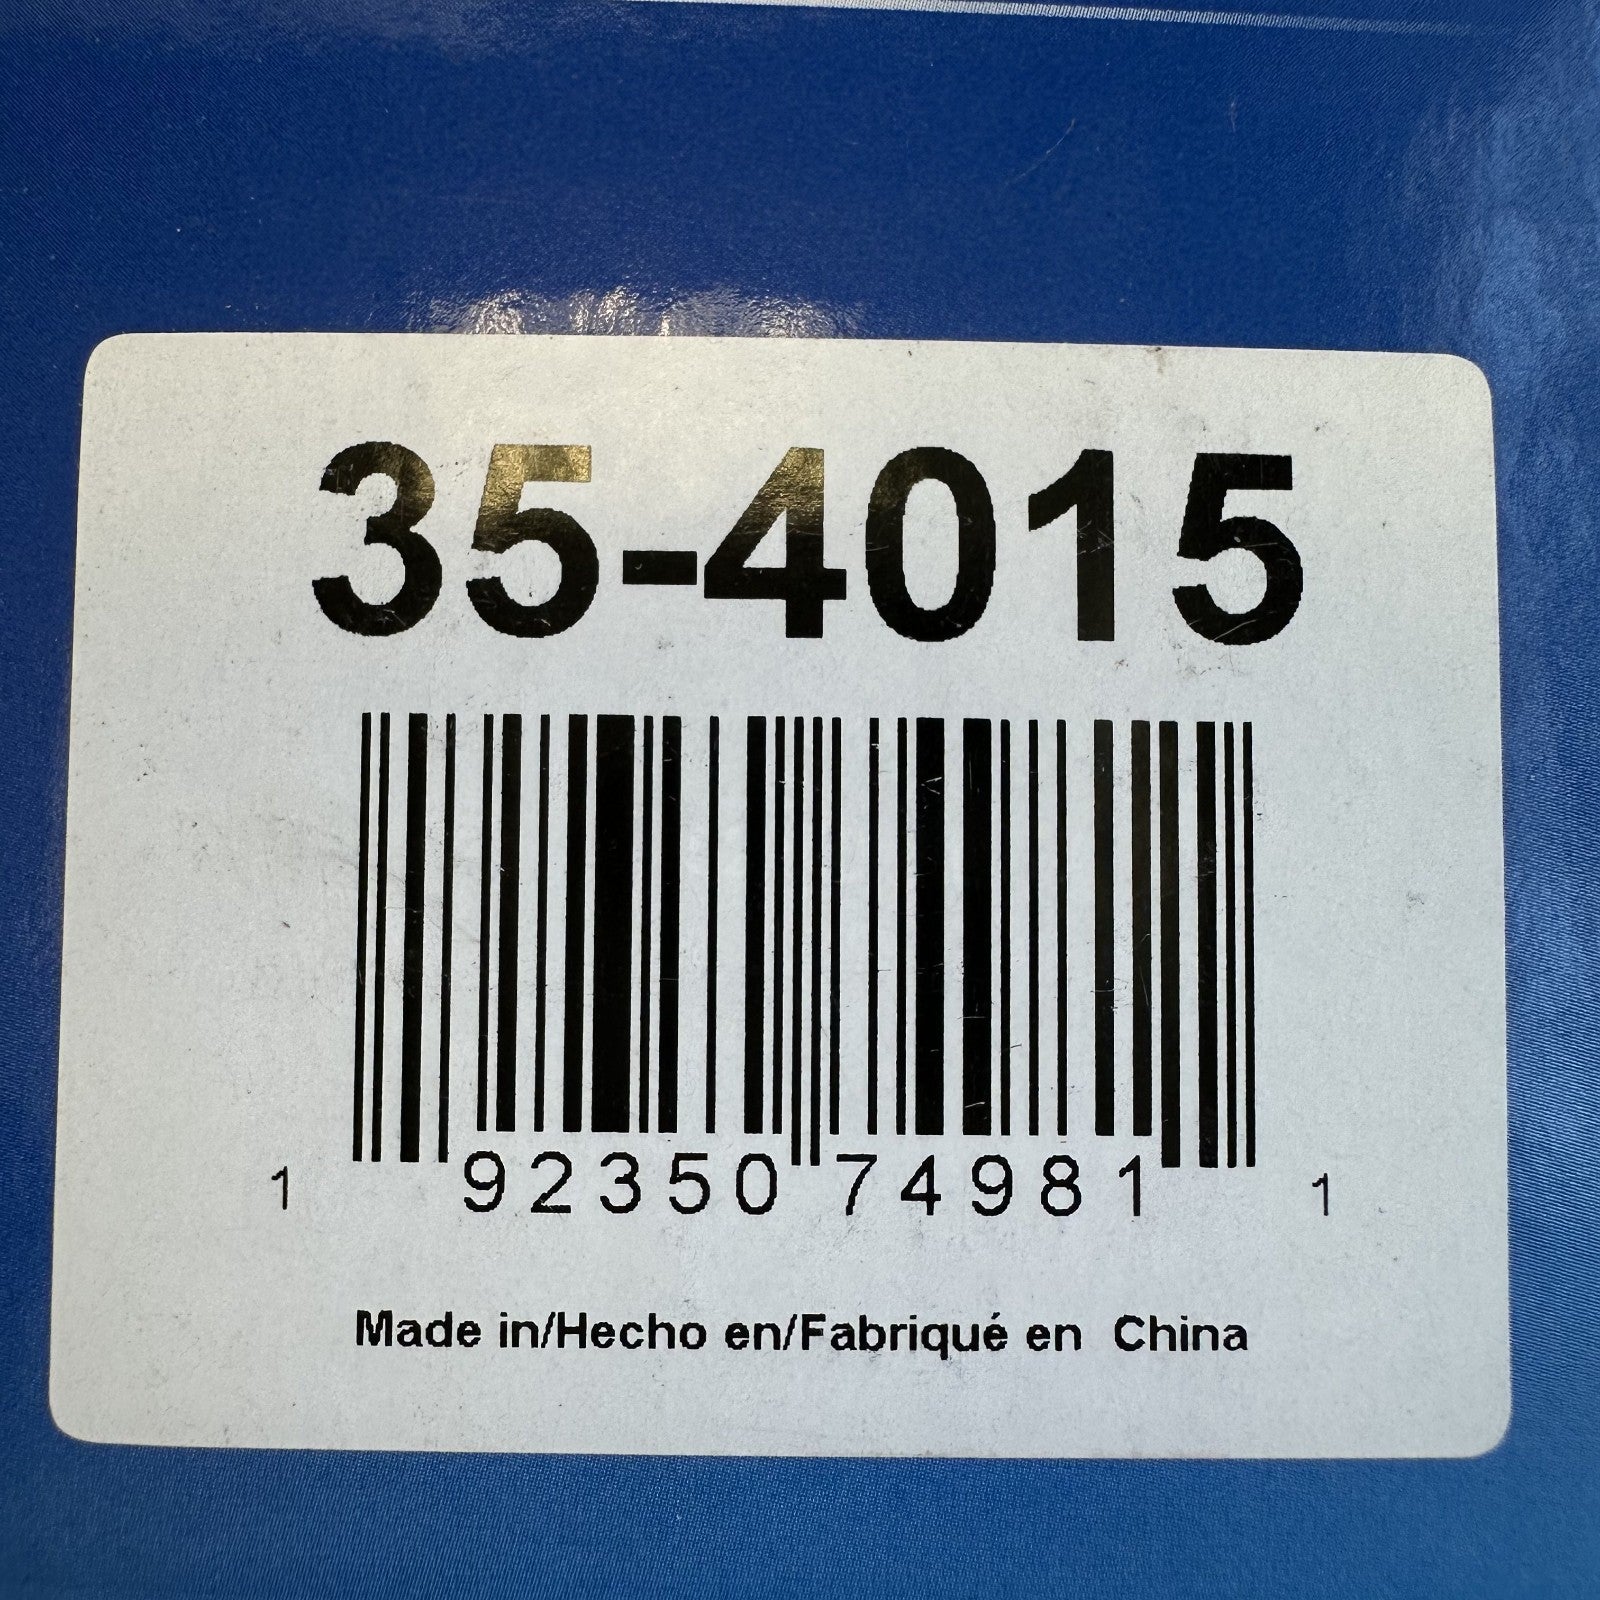 35-4015
1 92350 74981 1
Made in/Hecho en/Fabriqué en China